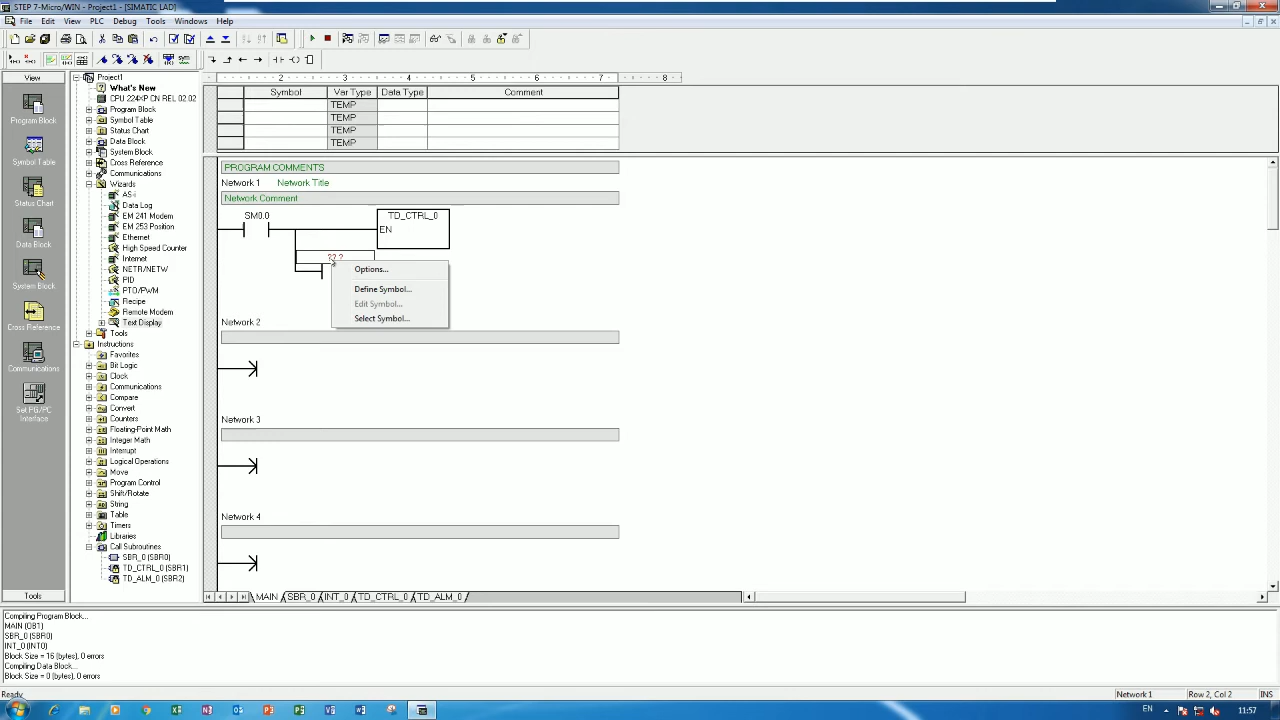 STEP 7-Micro/WIN - Project1 - [SIMATIC LAD]
File Edit View PLC Debug Tools Windows Help
View
Program Block
Symbol Table
Status Chart
Data Block
System Block
Cross Reference
Communications
Set PG/PC
Interface
Tools
Project1
What's New
CPU 224XP CN REL 02.02
Program Block
Symbol Table
Status Chart
Data Block
System Block
Cross Reference
Communications
Wizards
AS-i
Data Log
EM 241 Modem
EM 253 Position
Ethernet
High Speed Counter
Internet
NETR/NETW
PID
PTO/PWM
Recipe
Remote Modem
Text Display
Tools
Instructions
Favorites
Bit Logic
Clock
Communications
Compare
Convert
Counters
Floating-Point Math
Integer Math
Interrupt
Logical Operations
Move
Program Control
Shift/Rotate
String
Table
Timers
Libraries
Call Subroutines
SBR_0 (SBR0)
TD_CTRL_0 (SBR1)
TD_ALM_0 (SBR2)
2 3 4 5 6 7 8
Symbol Var Type Data Type Comment
TEMP
TEMP
TEMP
TEMP
PROGRAM COMMENTS
Network 1 Network Title
Network Comment
SM0.0 TD_CTRL_0
EN
??.?
Options...
Define Symbol...
Edit Symbol...
Select Symbol...
Network 2
Network 3
Network 4
MAIN SBR_0 INT_0 TD_CTRL_0 TD_ALM_0
Compiling Program Block...
MAIN (OB1)
SBR_0 (SBR0)
INT_0 (INT0)
Block Size = 16 (bytes), 0 errors
Compiling Data Block...
Block Size = 0 (bytes), 0 errors
Ready Network 1 Row 2, Col 2 INS
EN 11:57